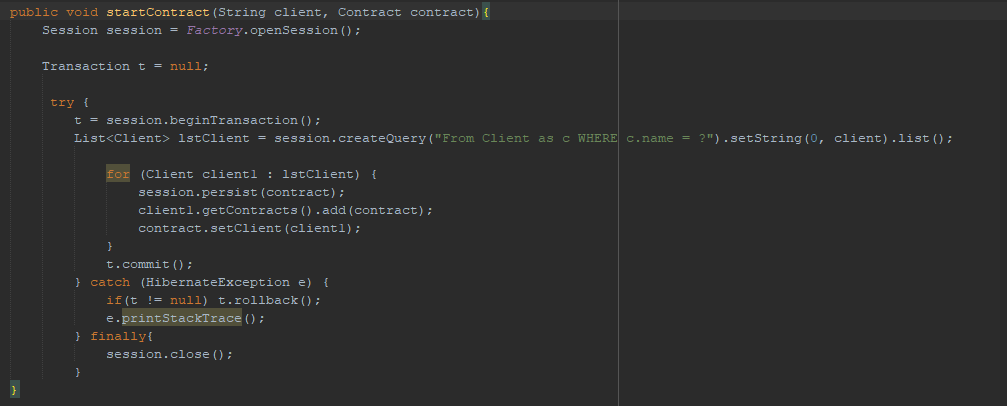 public void startContract(String client, Contract contract){
Session session = Factory.openSession();
Transaction t = null;
try {
t = session.beginTransaction();
List<Client> lstClient = session.createQuery("From Client as c WHERE c.name = ?").setString(0, client).list();
for (Client client1 : lstClient) {
session.persist(contract);
client1.getContracts().add(contract);
contract.setClient(client1);
}
t.commit();
} catch (HibernateException e) {
if(t != null) t.rollback();
e.printStackTrace();
} finally{
session.close();
}
}